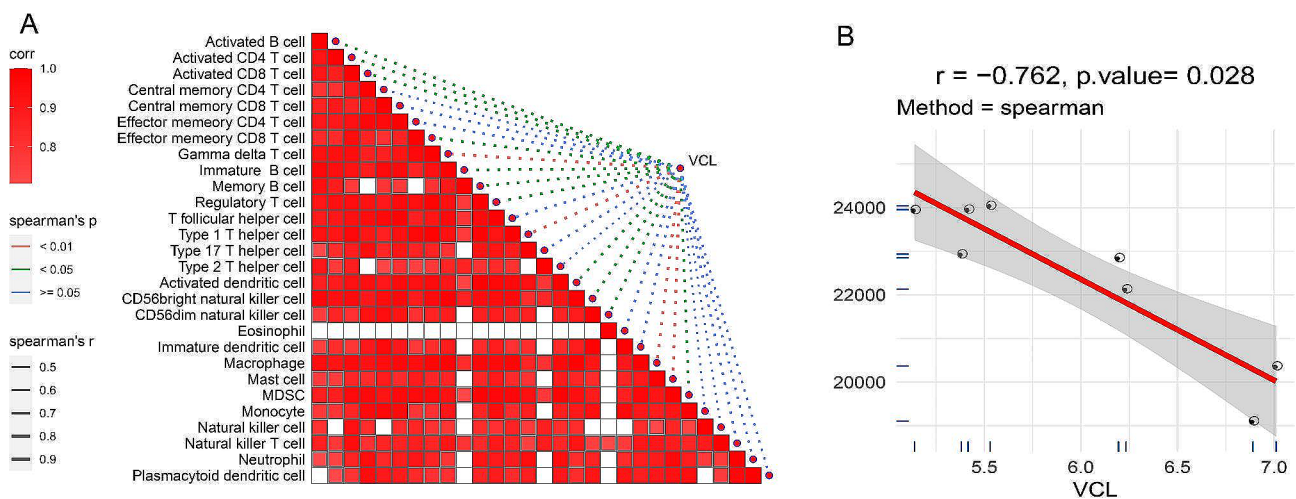 A
corr
1.0
0.9
0.8
spearman's p
< 0.01
< 0.05
>= 0.05
spearman's r
0.5
0.6
0.7
0.8
0.9
Activated B cell
Activated CD4 T cell
Activated CD8 T cell
Central memory CD4 T cell
Central memory CD8 T cell
Effector memeory CD4 T cell
Effector memeory CD8 T cell
Gamma delta T cell
Immature B cell
Memory B cell
Regulatory T cell
T follicular helper cell
Type 1 T helper cell
Type 17 T helper cell
Type 2 T helper cell
Activated dendritic cell
CD56bright natural killer cell
CD56dim natural killer cell
Eosinophil
Immature dendritic cell
Macrophage
Mast cell
MDSC
Monocyte
Natural killer cell
Natural killer T cell
Neutrophil
Plasmacytoid dendritic cell
VCL
B
r = −0.762, p.value= 0.028
Method = spearman
24000
22000
20000
5.5 6.0 6.5 7.0
VCL